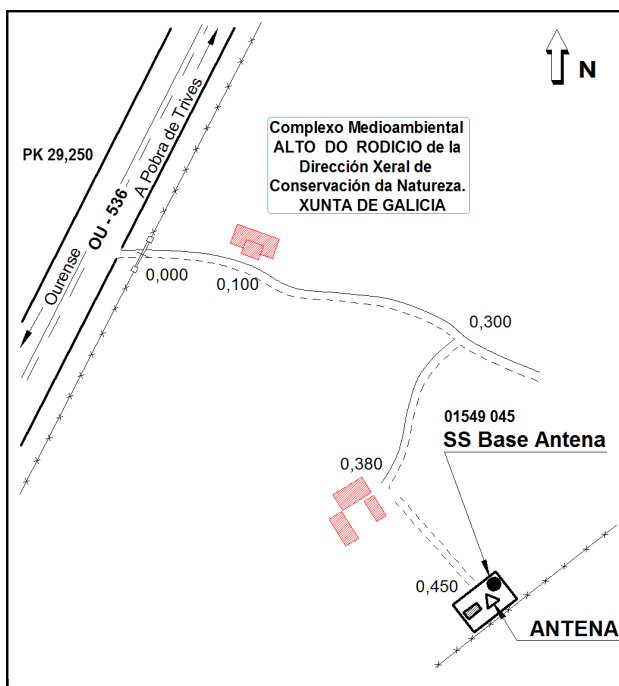 N
Complexo Medioambiental
ALTO DO RODICIO de la
Dirección Xeral de
Conservación da Natureza.
XUNTA DE GALICIA
PK 29,250
A Pobra de Trives
OU - 536
Ourense
0,000
0,100
0,300
01549 045
SS Base Antena
0,380
0,450
ANTENA